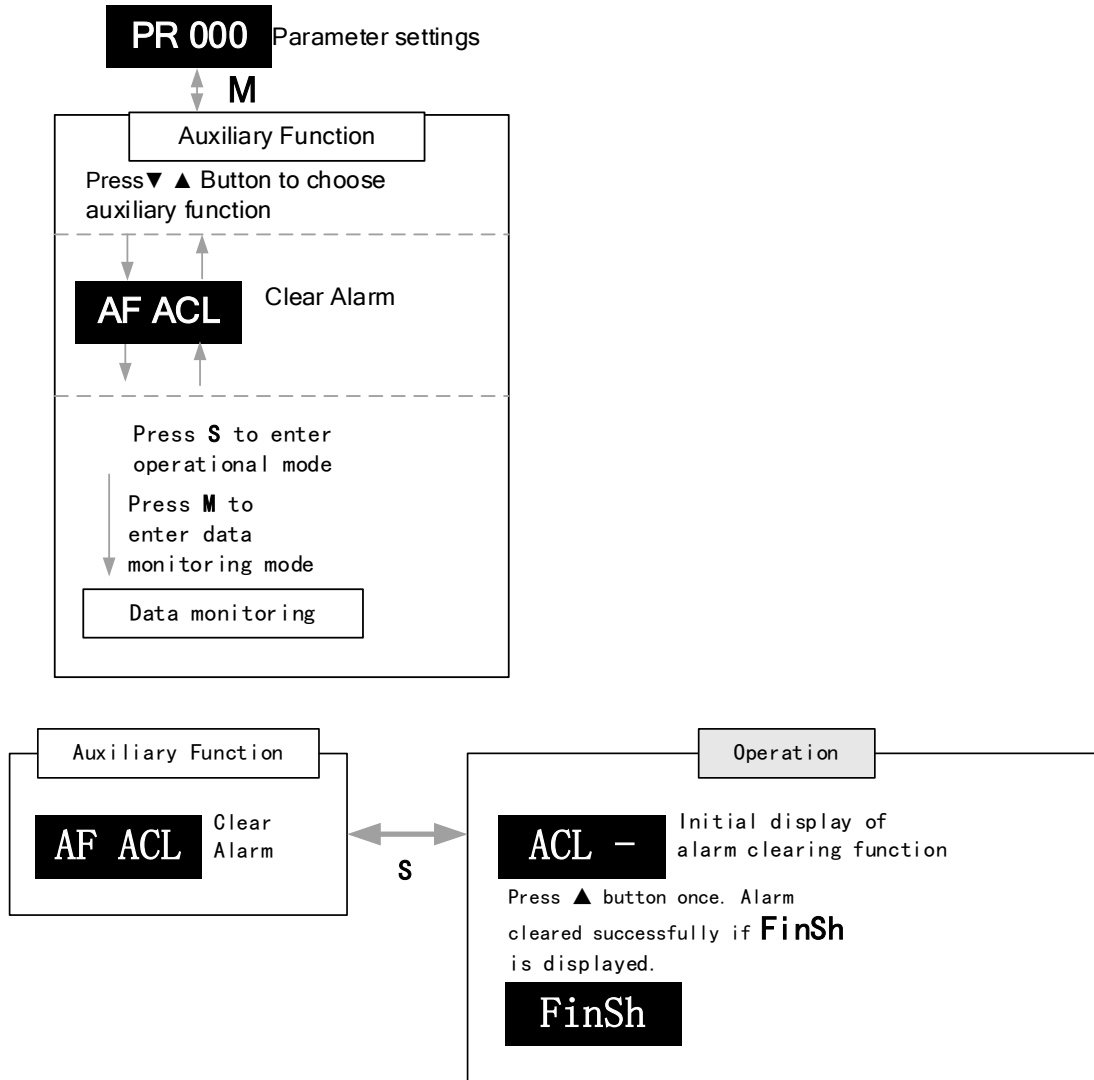 PR 000 Parameter settings
M
Auxiliary Function
Press▼ ▲ Button to choose
auxiliary function
AF ACL
Clear Alarm
Press S to enter
operational mode
Press M to
enter data
monitoring mode
Data monitoring
Auxiliary Function
AF ACL
Clear
Alarm
S
Operation
ACL –
Initial display of
alarm clearing function
Press ▲ button once. Alarm
cleared successfully if FinSh
is displayed.
FinSh